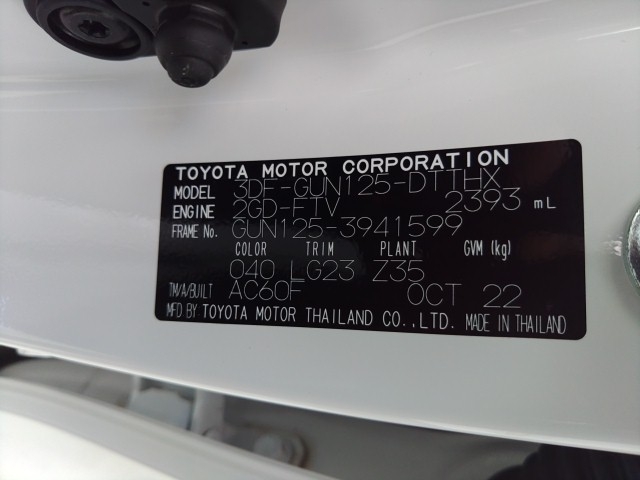 TOYOTA MOTOR CORPORATION
MODEL 3DF-GUN125-DTTHX
ENGINE 2GD-FTV 2393 mL
FRAME No. GUN125-3941599
COLOR TRIM PLANT GVM (kg)
040 LG23 Z35
TM/A/BUILT AC60F OCT 22
MFD BY TOYOTA MOTOR THAILAND CO.,LTD. MADE IN THAILAND